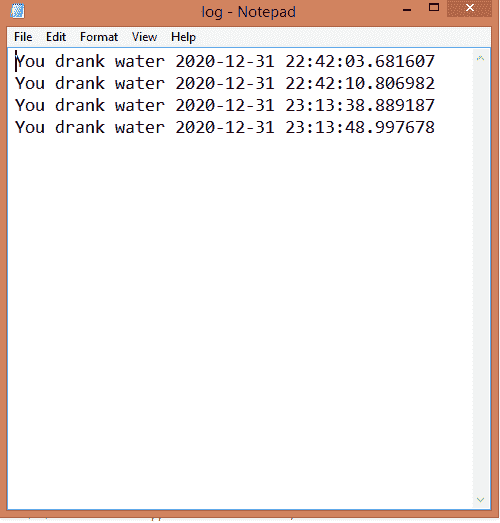 log - Notepad
File Edit Format View Help
You drank water 2020-12-31 22:42:03.681607
You drank water 2020-12-31 22:42:10.806982
You drank water 2020-12-31 23:13:38.889187
You drank water 2020-12-31 23:13:48.997678